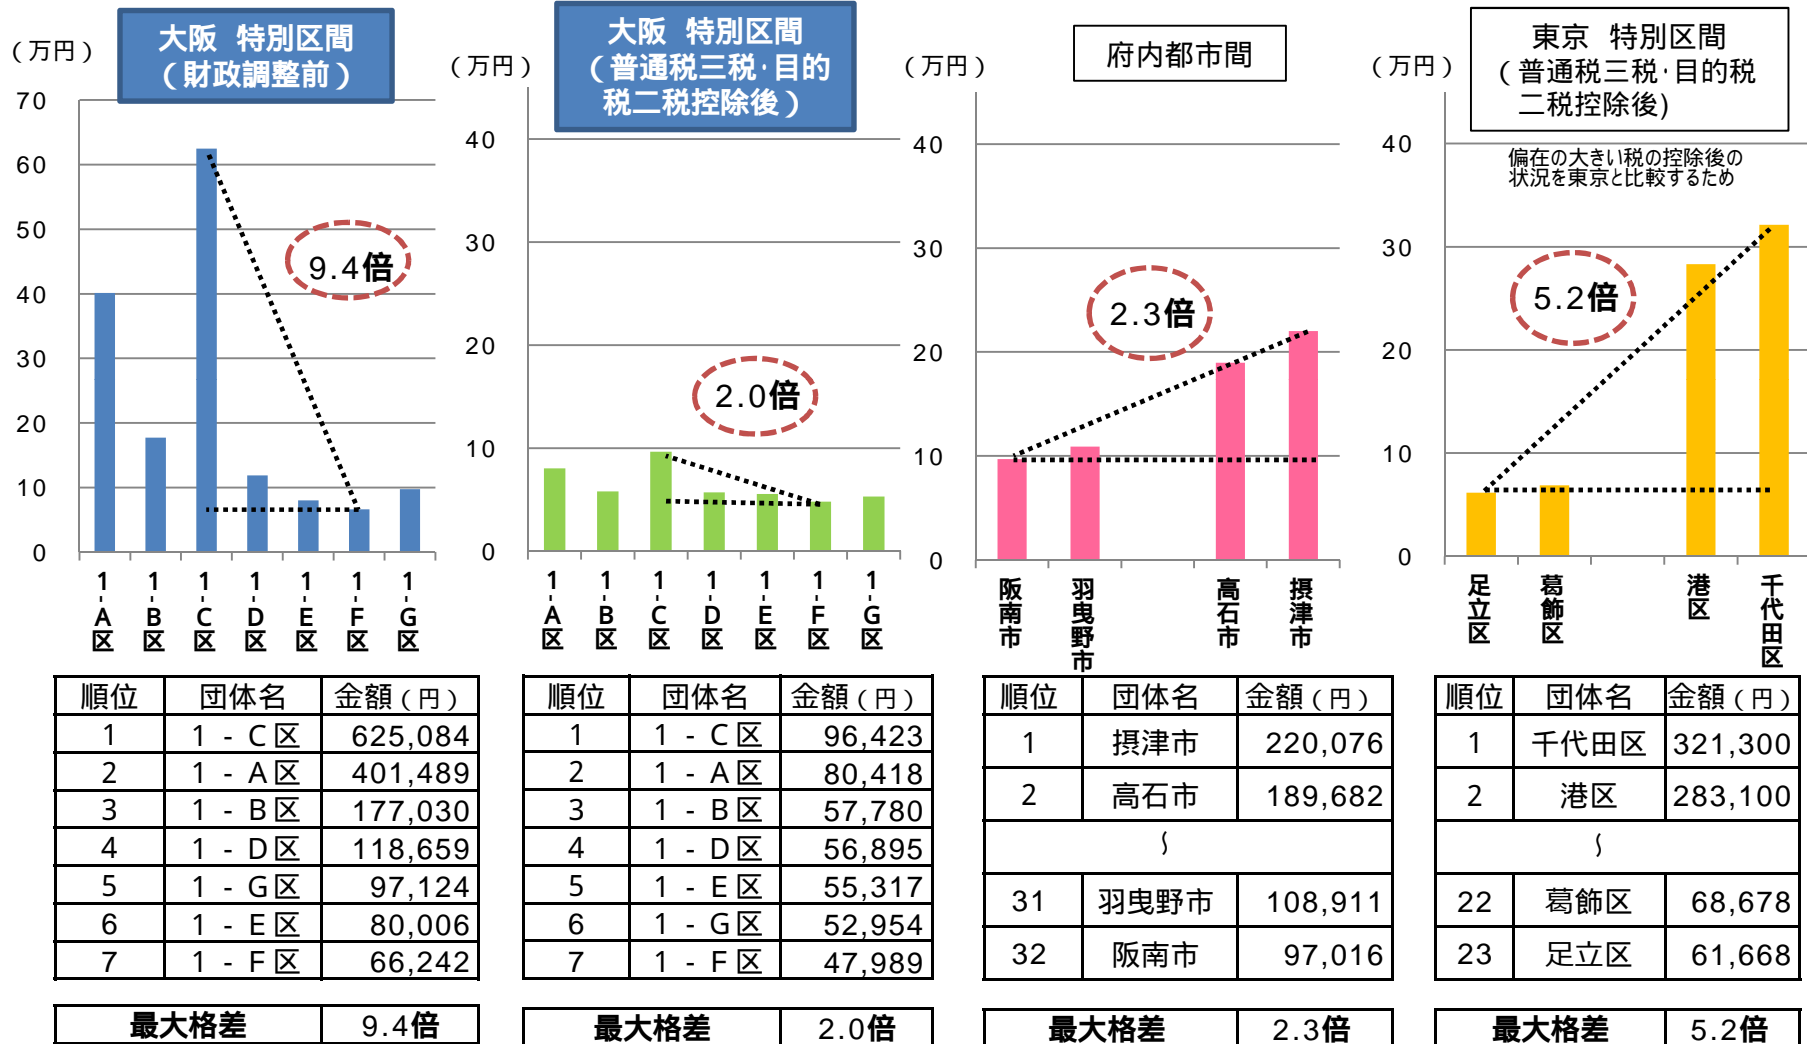 大阪 特別区間
（財政調整前）
（万円）
70
60
50
40
30
20
10
0
9.4倍
1-A区
1-B区
1-C区
1-D区
1-E区
1-F区
1-G区
大阪 特別区間
（普通税三税･目的
税二税控除後）
（万円）
40
30
20
10
0
2.0倍
1-A区
1-B区
1-C区
1-D区
1-E区
1-F区
1-G区
府内都市間
（万円）
40
30
20
10
0
2.3倍
阪南市
羽曳野市
高石市
摂津市
東京 特別区間
（普通税三税･目的税
二税控除後)
（万円）
偏在の大きい税の控除後の
状況を東京と比較するため
40
30
20
10
0
5.2倍
足立区
葛飾区
港区
千代田区
順位 団体名 金額（円）
1 1 - C区 625,084
2 1 - A区 401,489
3 1 - B区 177,030
4 1 - D区 118,659
5 1 - G区 97,124
6 1 - E区 80,006
7 1 - F区 66,242
最大格差 9.4倍
順位 団体名 金額（円）
1 1 - C区 96,423
2 1 - A区 80,418
3 1 - B区 57,780
4 1 - D区 56,895
5 1 - E区 55,317
6 1 - G区 52,954
7 1 - F区 47,989
最大格差 2.0倍
順位 団体名 金額（円）
1 摂津市 220,076
2 高石市 189,682
～
31 羽曳野市 108,911
32 阪南市 97,016
最大格差 2.3倍
順位 団体名 金額（円）
1 千代田区 321,300
2 港区 283,100
～
22 葛飾区 68,678
23 足立区 61,668
最大格差 5.2倍